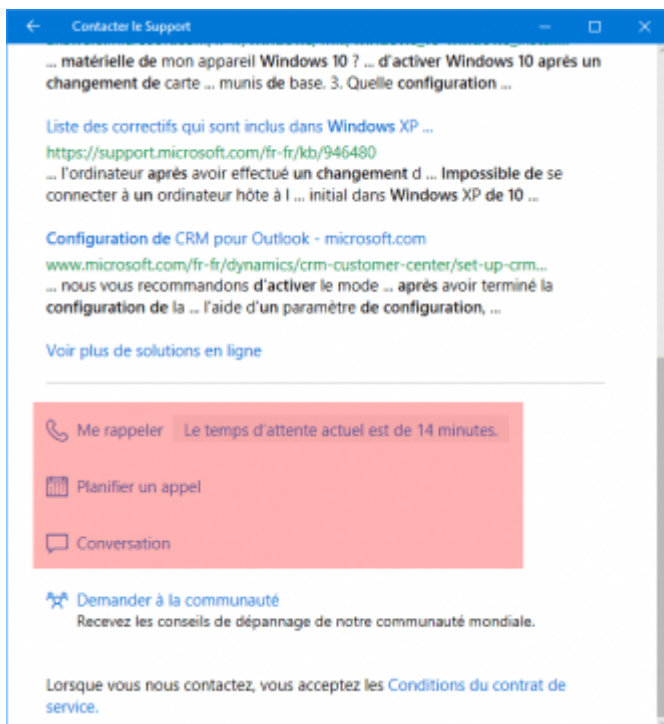 Contacter le Support
... matérielle de mon appareil Windows 10 ? ... d'activer Windows 10 après un
changement de carte ... munis de base. 3. Quelle configuration ...
Liste des correctifs qui sont inclus dans Windows XP ...
https://support.microsoft.com/fr-fr/kb/946480
... l'ordinateur après avoir effectué un changement d ... Impossible de se
connecter à un ordinateur hôte à l ... initial dans Windows XP de 10 ...
Configuration de CRM pour Outlook - microsoft.com
www.microsoft.com/fr-fr/dynamics/crm-customer-center/set-up-crm...
... nous vous recommandons d'activer le mode ... après avoir terminé la
configuration de la ... l'aide d'un paramètre de configuration, ...
Voir plus de solutions en ligne
Me rappeler Le temps d'attente actuel est de 14 minutes.
Planifier un appel
Conversation
Demander à la communauté
Recevez les conseils de dépannage de notre communauté mondiale.
Lorsque vous nous contactez, vous acceptez les Conditions du contrat de
service.